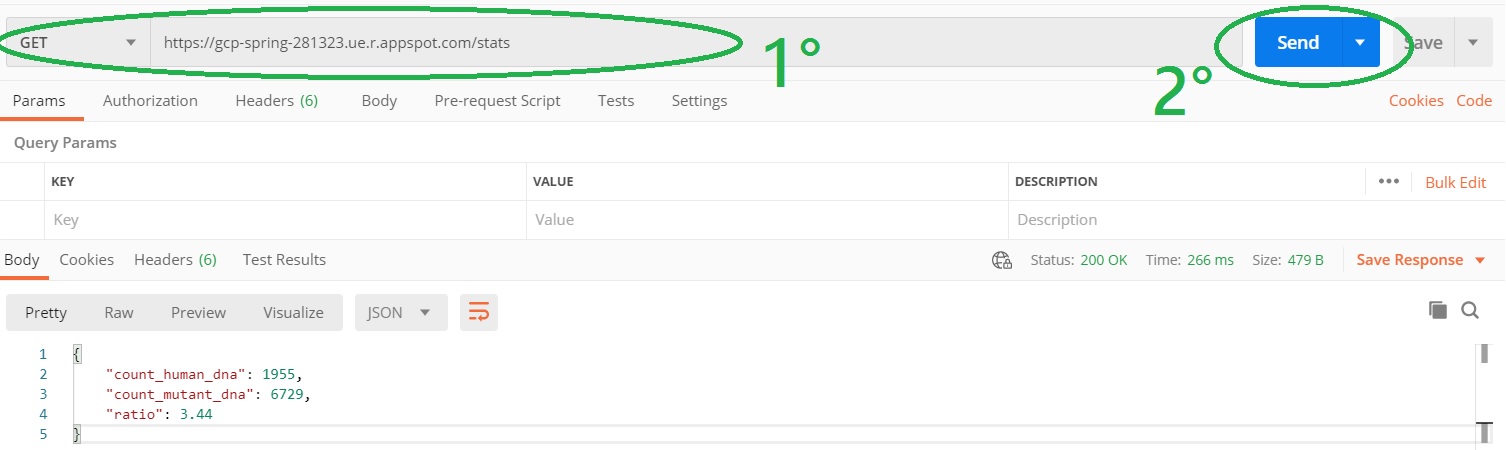 GET https://gcp-spring-281323.ue.r.appspot.com/stats 1° Send Save
2°
Params Authorization Headers (6) Body Pre-request Script Tests Settings Cookies Code
Query Params
KEY VALUE DESCRIPTION ••• Bulk Edit
Key Value Description
Body Cookies Headers (6) Test Results Status: 200 OK Time: 266 ms Size: 479 B Save Response
Pretty Raw Preview Visualize JSON
1 {
2 "count_human_dna": 1955,
3 "count_mutant_dna": 6729,
4 "ratio": 3.44
5 }